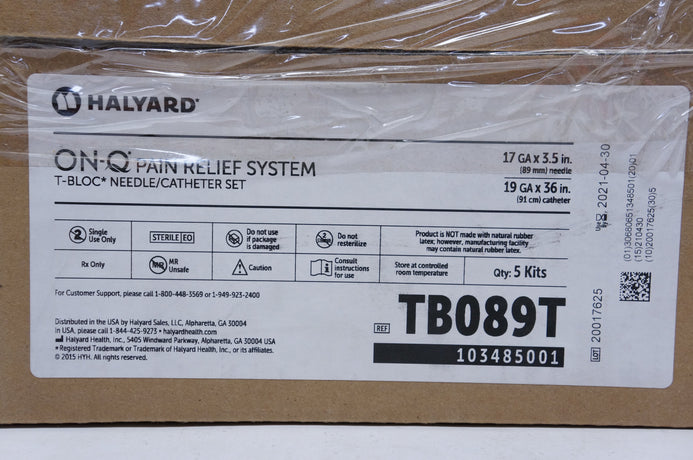 HALYARD*
ON-Q* PAIN RELIEF SYSTEM
T-BLOC* NEEDLE/CATHETER SET
17 GA x 3.5 in.
(89 mm) needle
19 GA x 36 in.
(91 cm) catheter
Single
Use Only
STERILE EO
Do not use
if package
is damaged
2
Do not
resterilize
Product is NOT made with natural rubber
latex; however, manufacturing facility
may contain natural rubber latex.
Rx Only
MR
Unsafe
Caution
Consult
instructions
for use
Store at controlled
room temperature
Qty: 5 Kits
For Customer Support, please call 1-800-448-3569 or 1-949-923-2400
Distributed in the USA by Halyard Sales, LLC, Alpharetta, GA 30004
In USA, please call 1-844-425-9273 • halyardhealth.com
Halyard Health, Inc., 5405 Windward Parkway, Alpharetta, GA 30004 USA
*Registered Trademark or Trademark of Halyard Health, Inc., or its affiliates.
© 2015 HYH. All rights reserved.
REF TB089T
103485001
Use By 2021-04-30
LOT 20017625
(01)30680651348501(20)01
(15)210430
(10)20017625(30)5